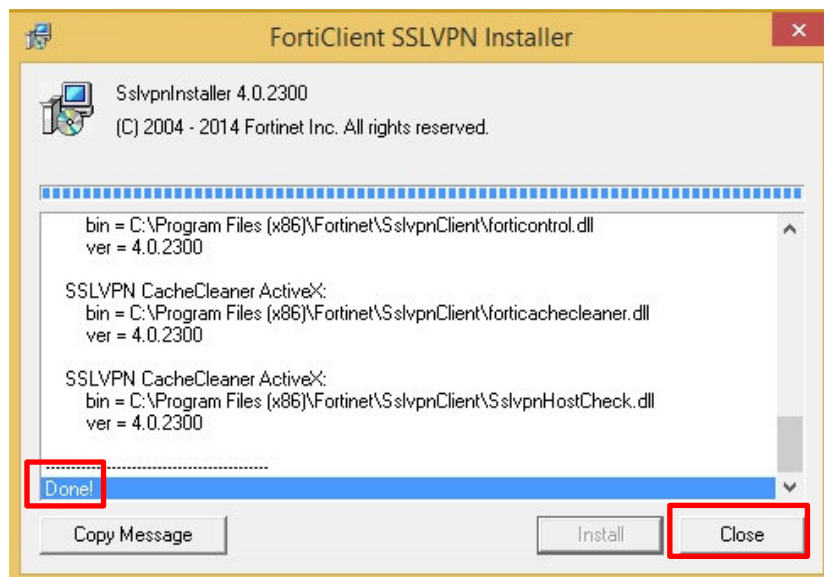 FortiClient SSLVPN Installer
SslvpnInstaller 4.0.2300
(C) 2004 - 2014 Fortinet Inc. All rights reserved.
bin = C:\Program Files (x86)\Fortinet\SslvpnClient\forticontrol.dll
ver = 4.0.2300
SSLVPN CacheCleaner ActiveX:
bin = C:\Program Files (x86)\Fortinet\SslvpnClient\forticachecleaner.dll
ver = 4.0.2300
SSLVPN CacheCleaner ActiveX:
bin = C:\Program Files (x86)\Fortinet\SslvpnClient\SslvpnHostCheck.dll
ver = 4.0.2300
--------------------------------------------
Done!
Copy Message Install Close